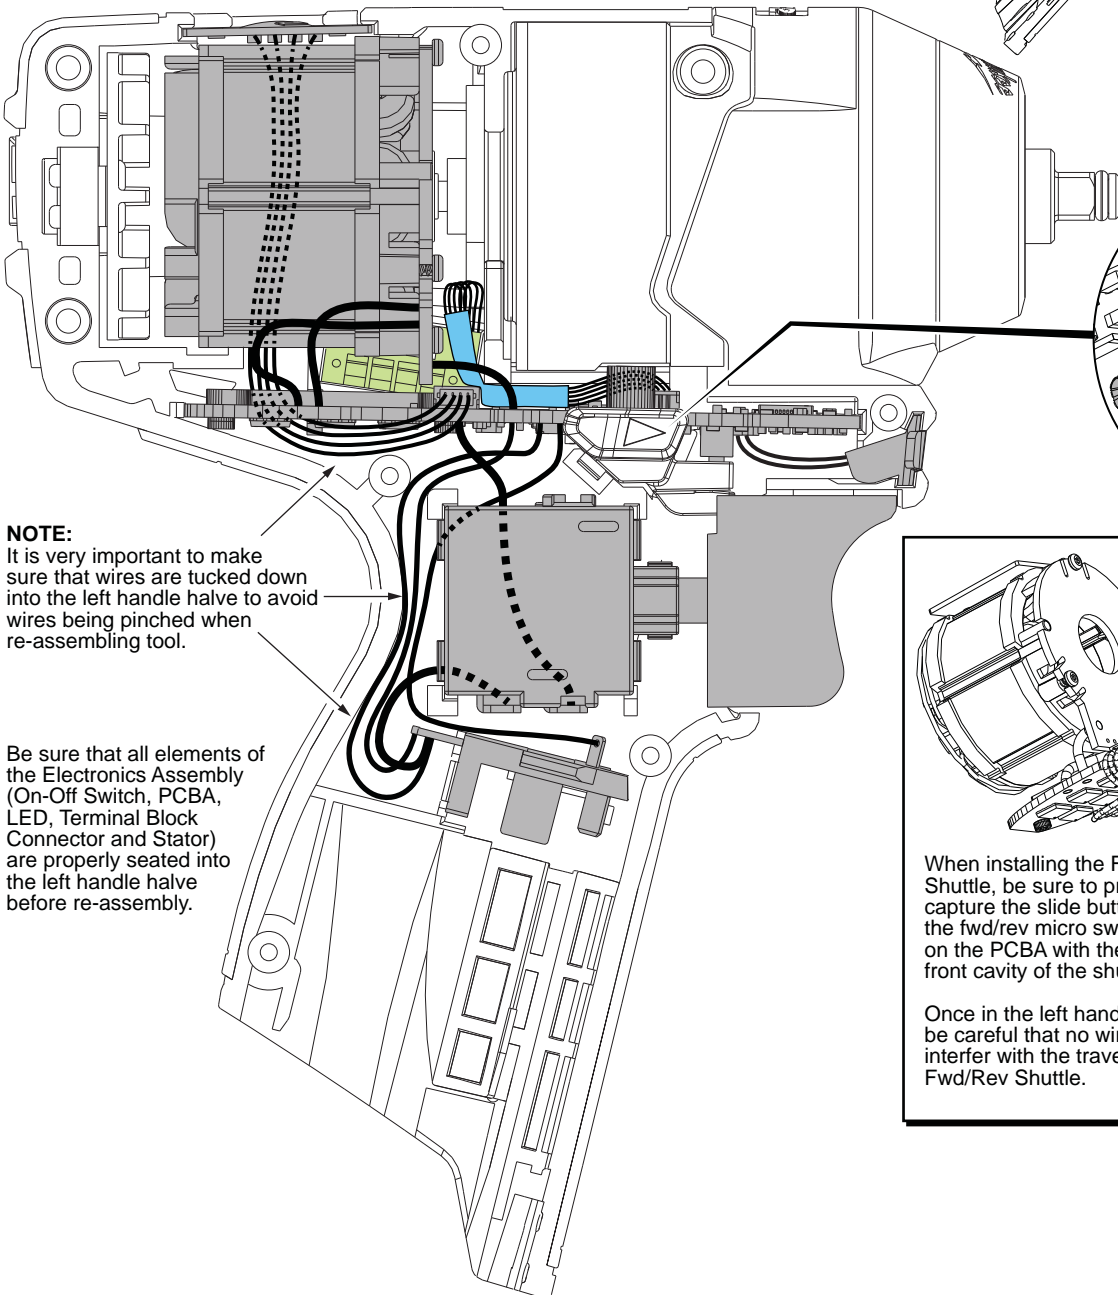 NOTE:
It is very important to make
sure that wires are tucked down
into the left handle halve to avoid
wires being pinched when
re-assembling tool.
Be sure that all elements of
the Electronics Assembly
(On-Off Switch, PCBA,
LED, Terminal Block
Connector and Stator)
are properly seated into
the left handle halve
before re-assembly.
When installing the
Shuttle, be sure to
capture the slide
the fwd/rev micro
on the PCBA with the
front cavity of the
Once in the left
be careful that no
interfer with the
Fwd/Rev Shuttle.